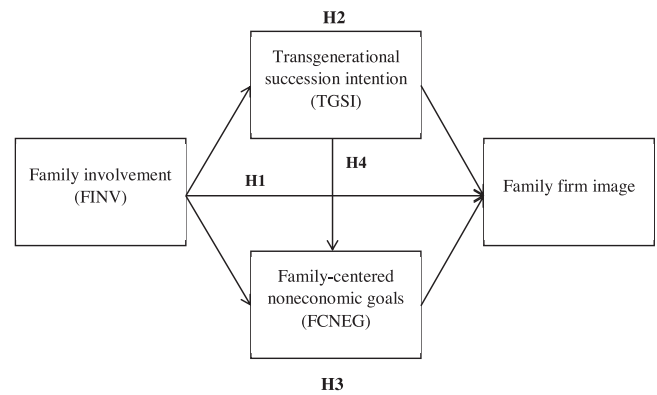 H2
Transgenerational
succession intention
(TGSI)
Family involvement
(FINV)
H1
H4
Family firm image
Family-centered
noneconomic goals
(FCNEG)
H3